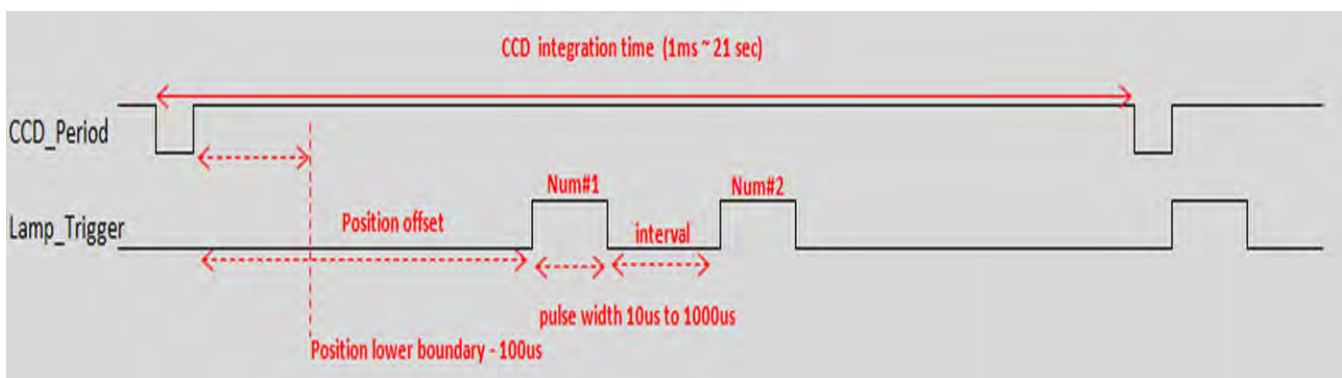 CCD integration time (1ms ~ 21 sec)
CCD_Period
Num#1
Num#2
Lamp_Trigger
Position offset
interval
pulse width 10us to 1000us
Position lower boundary - 100us